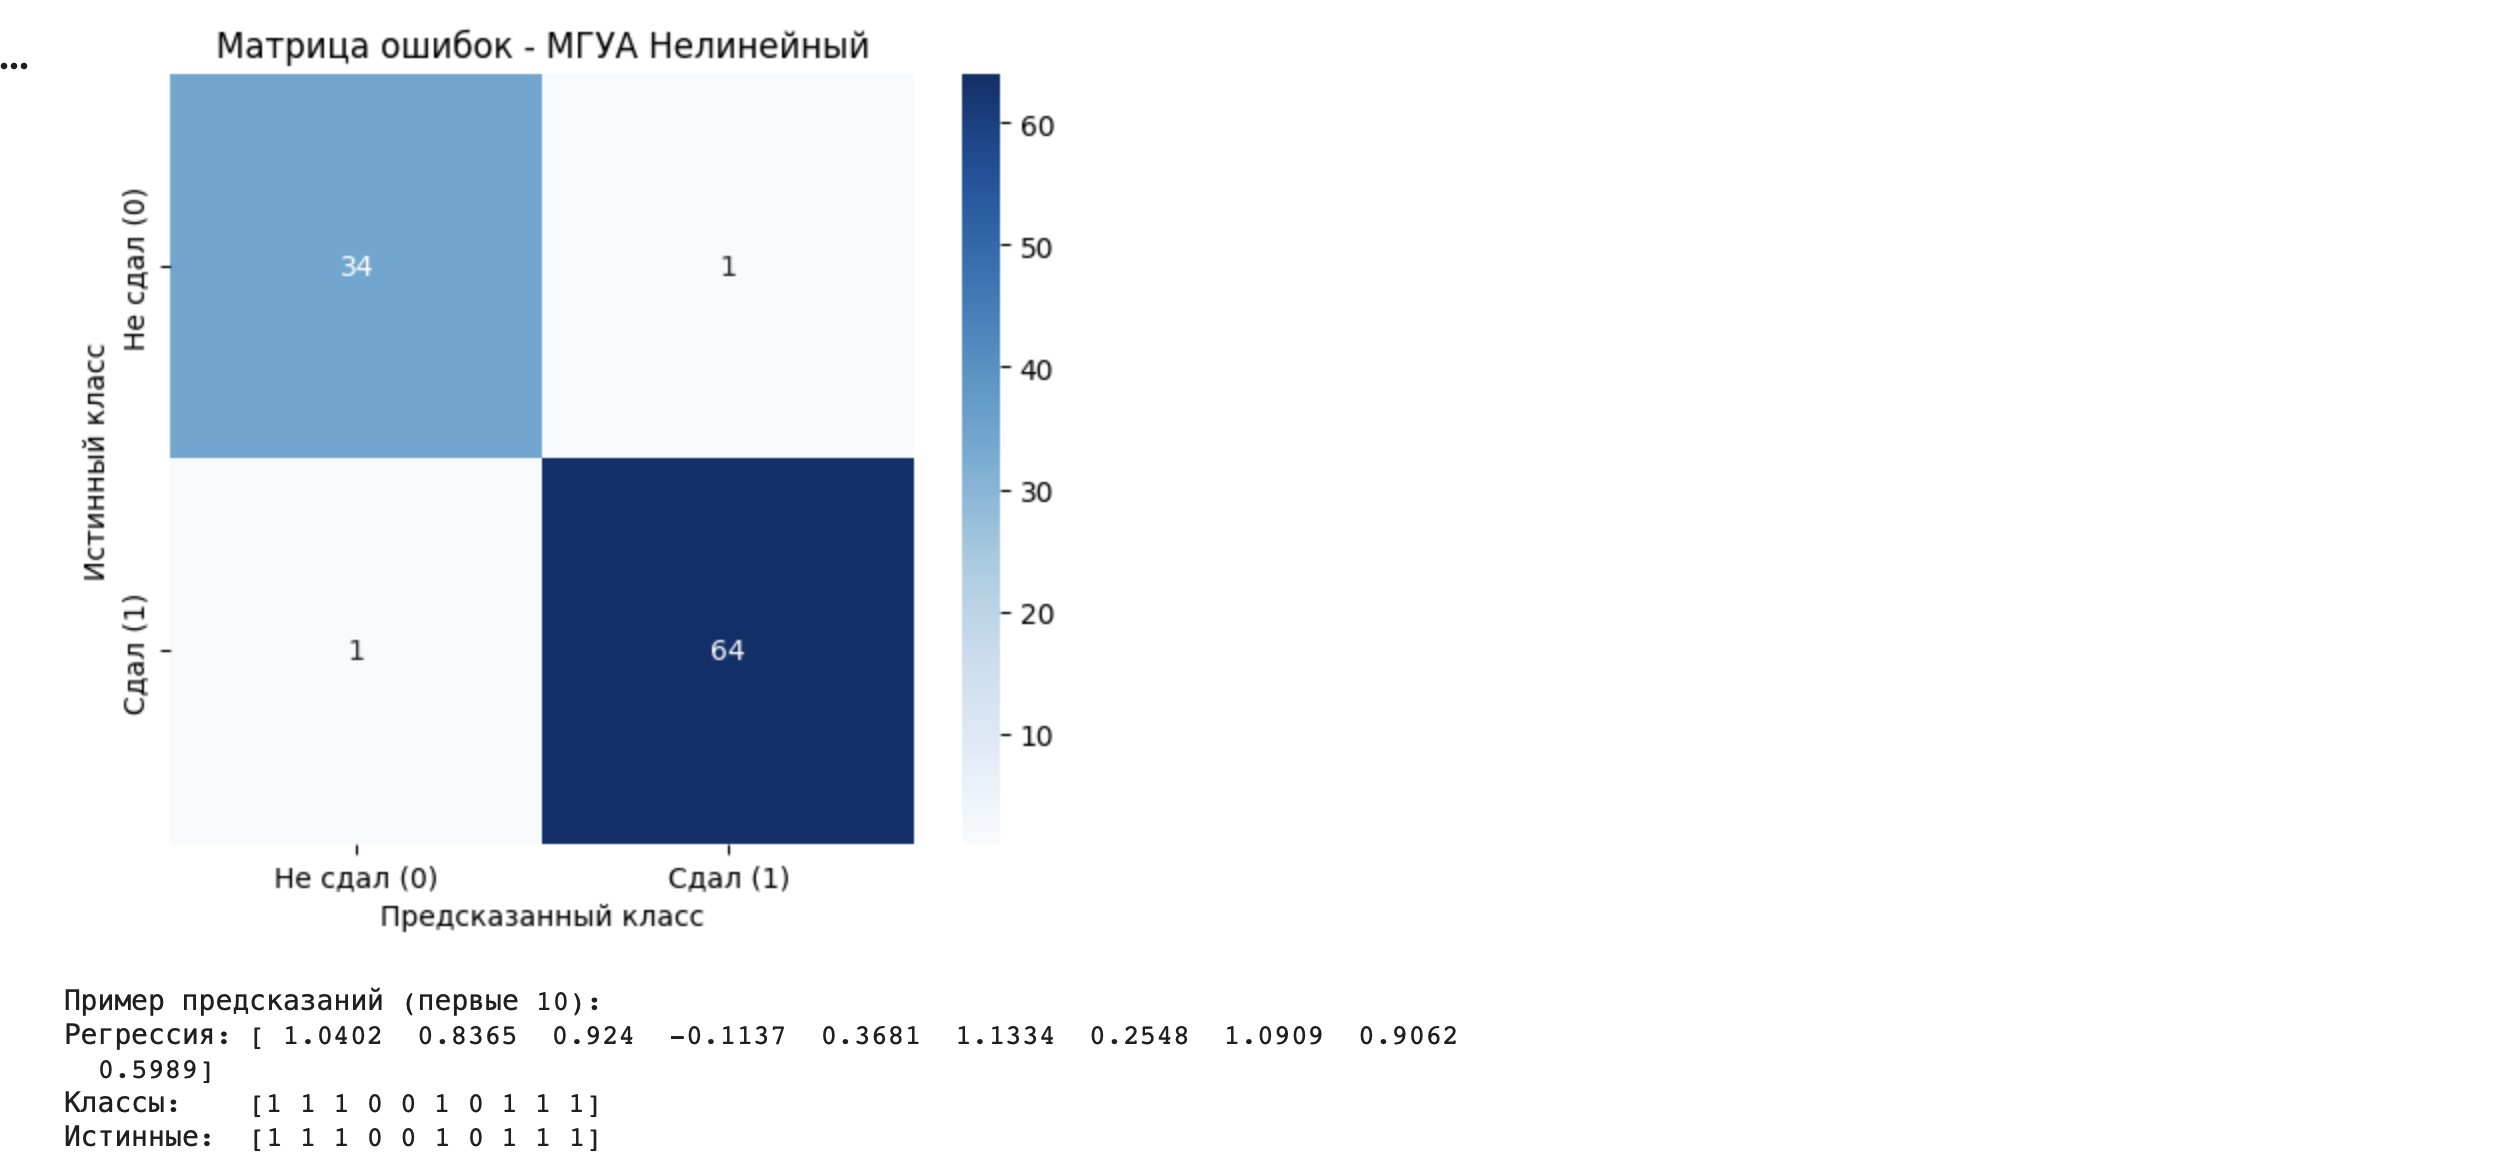 ...
Матрица ошибок - МГУА Нелинейный
Истинный класс
Не сдал (0)
34
1
Сдал (1)
1
64
Не сдал (0)
Сдал (1)
Предсказанный класс
60
50
40
30
20
10
Пример предсказаний (первые 10):
Регрессия: [ 1.0402  0.8365  0.924  -0.1137  0.3681  1.1334  0.2548  1.0909  0.9062
  0.5989]
Классы:    [1 1 1 0 0 1 0 1 1 1]
Истинные:  [1 1 1 0 0 1 0 1 1 1]